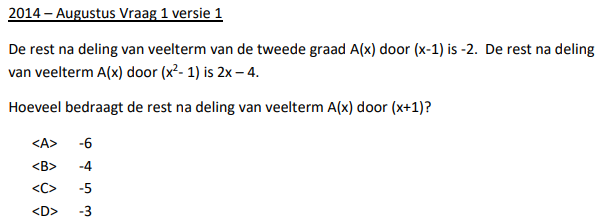 2014 – Augustus Vraag 1 versie 1
De rest na deling van veelterm van de tweede graad A(x) door (x-1) is -2. De rest na deling
van veelterm A(x) door (x²- 1) is 2x – 4.
Hoeveel bedraagt de rest na deling van veelterm A(x) door (x+1)?
<A> -6
<B> -4
<C> -5
<D> -3